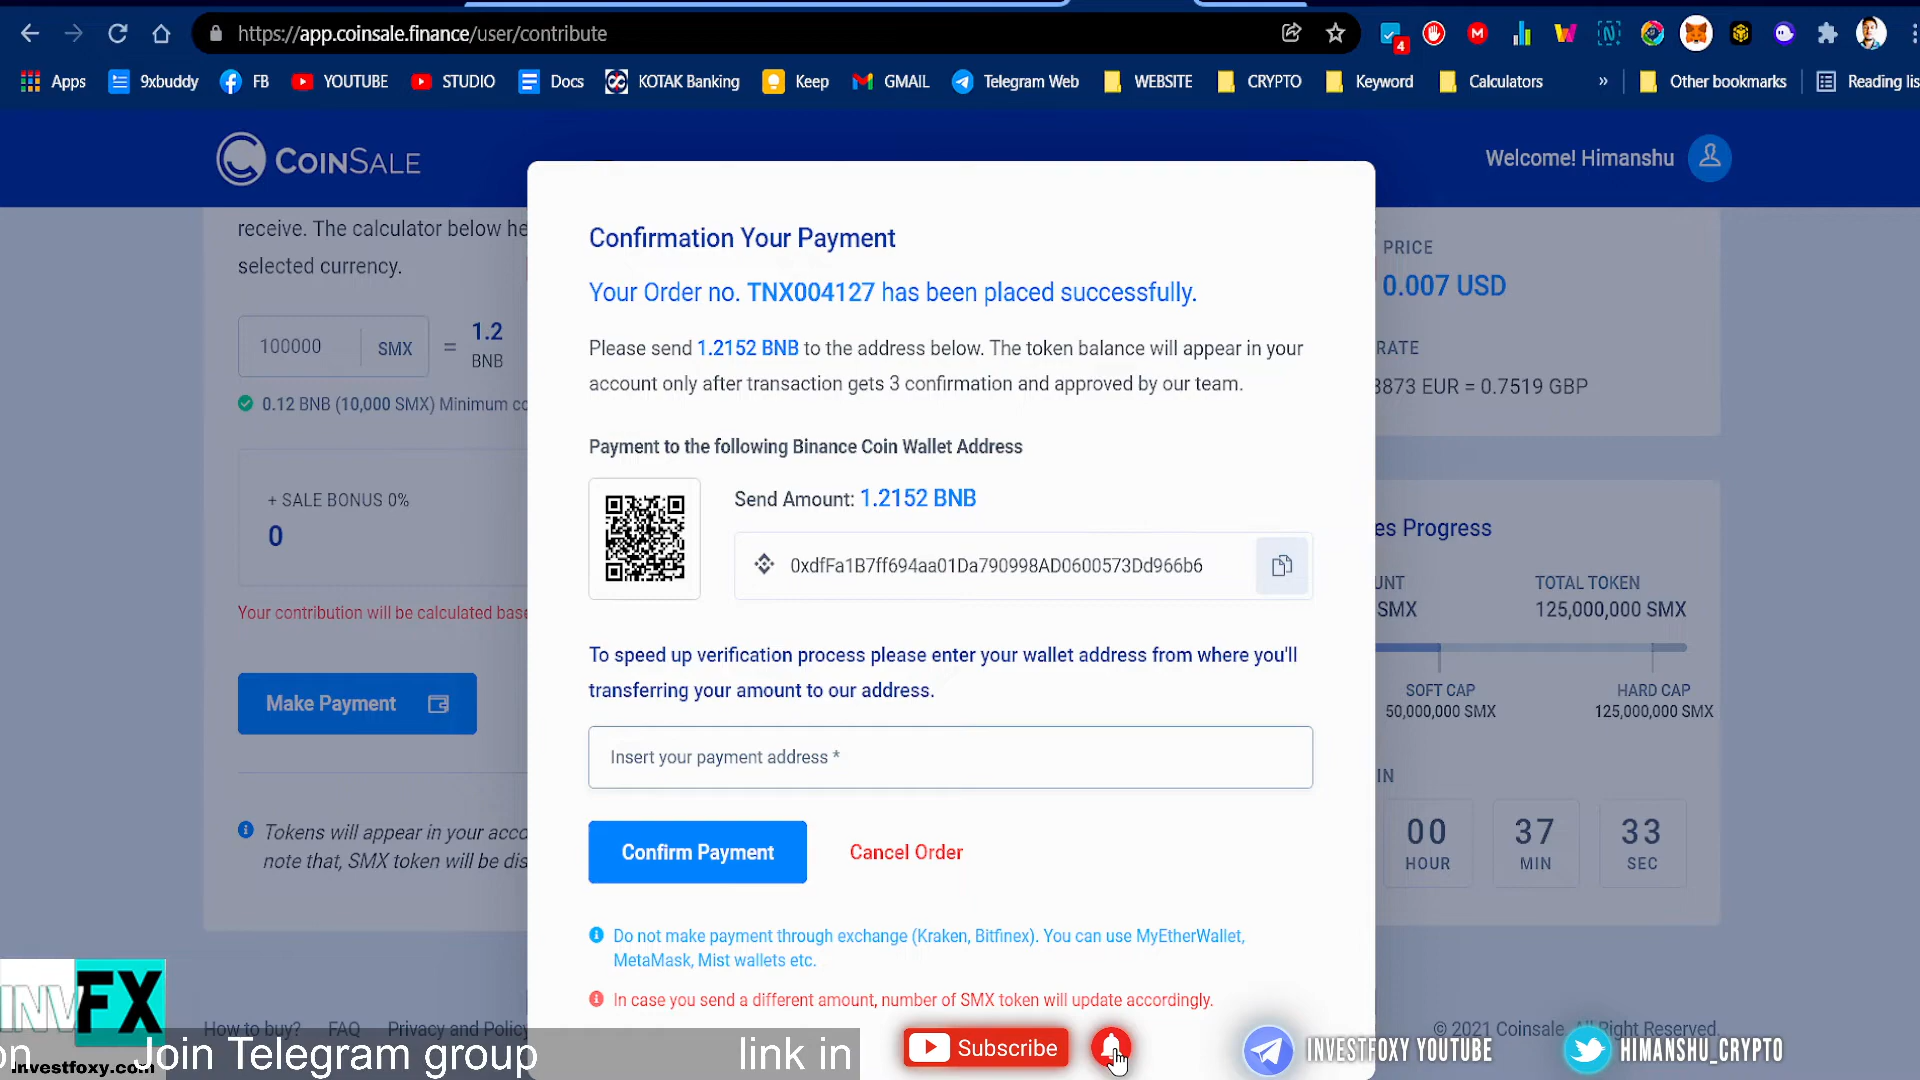 https://app.coinsale.finance/user/contribute
4
Apps 9xbuddy FB YOUTUBE STUDIO Docs KOTAK Banking Keep GMAIL Telegram Web WEBSITE CRYPTO Keyword Calculators » Other bookmarks Reading lis
COINSALE
Welcome! Himanshu
receive. The calculator below he
selected currency.
100000 SMX = 1.2
BNB
0.12 BNB (10,000 SMX) Minimum co
+ SALE BONUS 0%
0
Your contribution will be calculated base
Make Payment
Tokens will appear in your acco
note that, SMX token will be dis
Confirmation Your Payment
Your Order no. TNX004127 has been placed successfully.
Please send 1.2152 BNB to the address below. The token balance will appear in your
account only after transaction gets 3 confirmation and approved by our team.
Payment to the following Binance Coin Wallet Address
Send Amount: 1.2152 BNB
0xdfFa1B7ff694aa01Da790998AD0600573Dd966b6
To speed up verification process please enter your wallet address from where you'll
transferring your amount to our address.
Insert your payment address *
Confirm Payment Cancel Order
Do not make payment through exchange (Kraken, Bitfinex). You can use MyEtherWallet,
MetaMask, Mist wallets etc.
In case you send a different amount, number of SMX token will update accordingly.
PRICE
0.007 USD
RATE
3873 EUR = 0.7519 GBP
es Progress
UNT TOTAL TOKEN
SMX 125,000,000 SMX
SOFT CAP HARD CAP
50,000,000 SMX 125,000,000 SMX
IN
00 37 33
HOUR MIN SEC
How to buy? FAQ Privacy and Policy
© 2021 Coinsale. All Right Reserved.
INVFX
on Join Telegram group link in
Investfoxy.com
Subscribe
INVESTFOXY YOUTUBE
HIMANSHU_CRYPTO